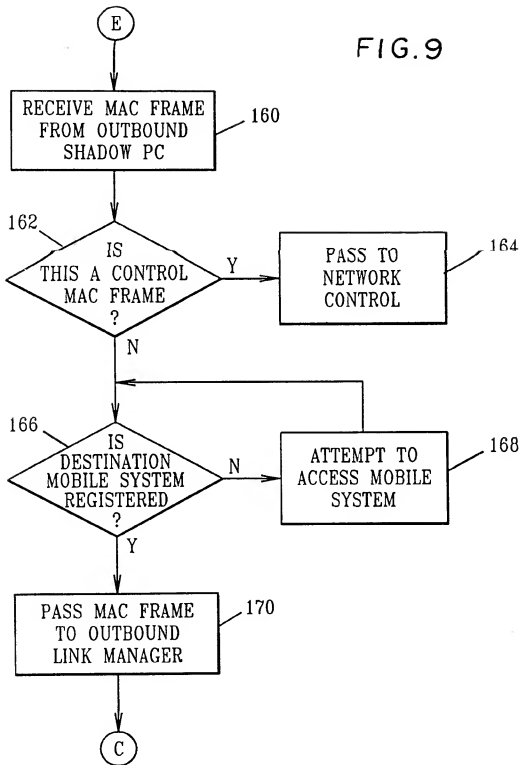 E
FIG.9
RECEIVE MAC FRAME
FROM OUTBOUND
SHADOW PC
160
162
IS
THIS A CONTROL
MAC FRAME
?
Y
N
PASS TO
NETWORK
CONTROL
164
166
IS
DESTINATION
MOBILE SYSTEM
REGISTERED
?
N
Y
ATTEMPT TO
ACCESS MOBILE
SYSTEM
168
PASS MAC FRAME
TO OUTBOUND
LINK MANAGER
170
C